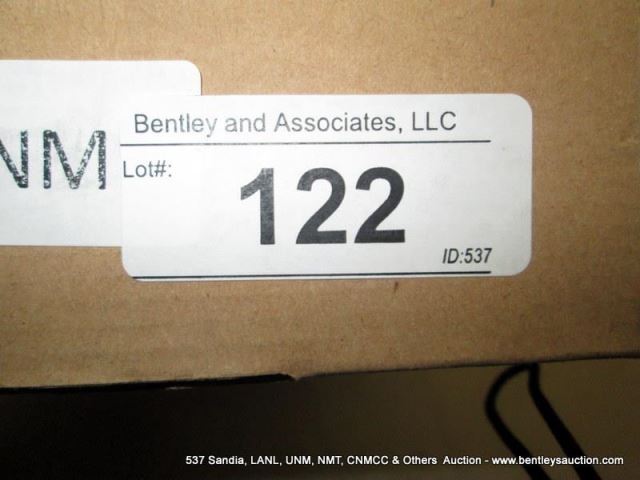 NM
Bentley and Associates, LLC
Lot#:
122
ID:537
537 Sandia, LANL, UNM, NMT, CNMCC & Others Auction - www.bentleysauction.com